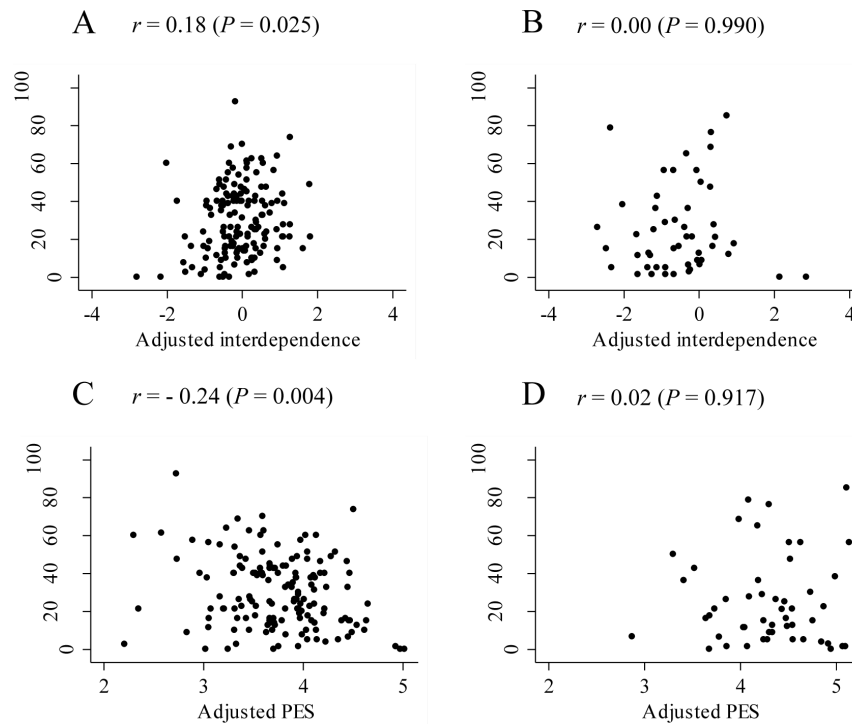 A r = 0.18 (P = 0.025)
100
80
60
40
20
0
-4 -2 0 2 4
Adjusted interdependence
B r = 0.00 (P = 0.990)
100
80
60
40
20
0
-4 -2 0 2 4
Adjusted interdependence
C r = - 0.24 (P = 0.004)
100
80
60
40
20
0
2 3 4 5
Adjusted PES
D r = 0.02 (P = 0.917)
100
80
60
40
20
0
2 3 4 5
Adjusted PES